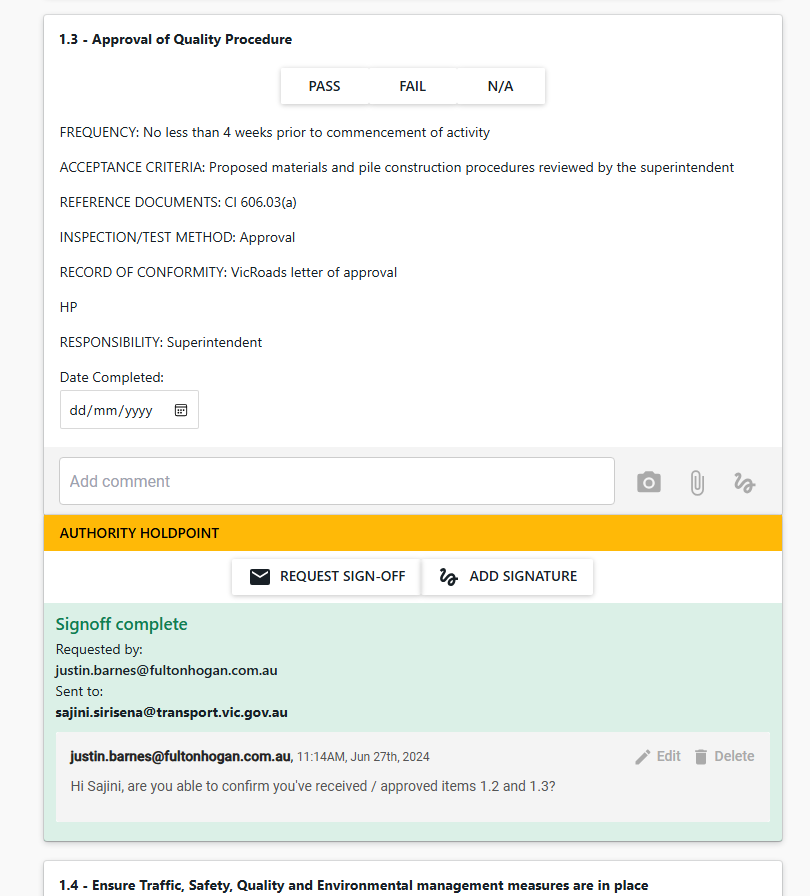 1.3 - Approval of Quality Procedure
PASS FAIL N/A
FREQUENCY: No less than 4 weeks prior to commencement of activity
ACCEPTANCE CRITERIA: Proposed materials and pile construction procedures reviewed by the superintendent
REFERENCE DOCUMENTS: CI 606.03(a)
INSPECTION/TEST METHOD: Approval
RECORD OF CONFORMITY: VicRoads letter of approval
HP
RESPONSIBILITY: Superintendent
Date Completed:
dd/mm/yyyy
Add comment
AUTHORITY HOLDPOINT
REQUEST SIGN-OFF ADD SIGNATURE
Signoff complete
Requested by:
justin.barnes@fultonhogan.com.au
Sent to:
sajini.sirisena@transport.vic.gov.au
justin.barnes@fultonhogan.com.au, 11:14AM, Jun 27th, 2024 Edit Delete
Hi Sajini, are you able to confirm you've received / approved items 1.2 and 1.3?
1.4 - Ensure Traffic, Safety, Quality and Environmental management measures are in place